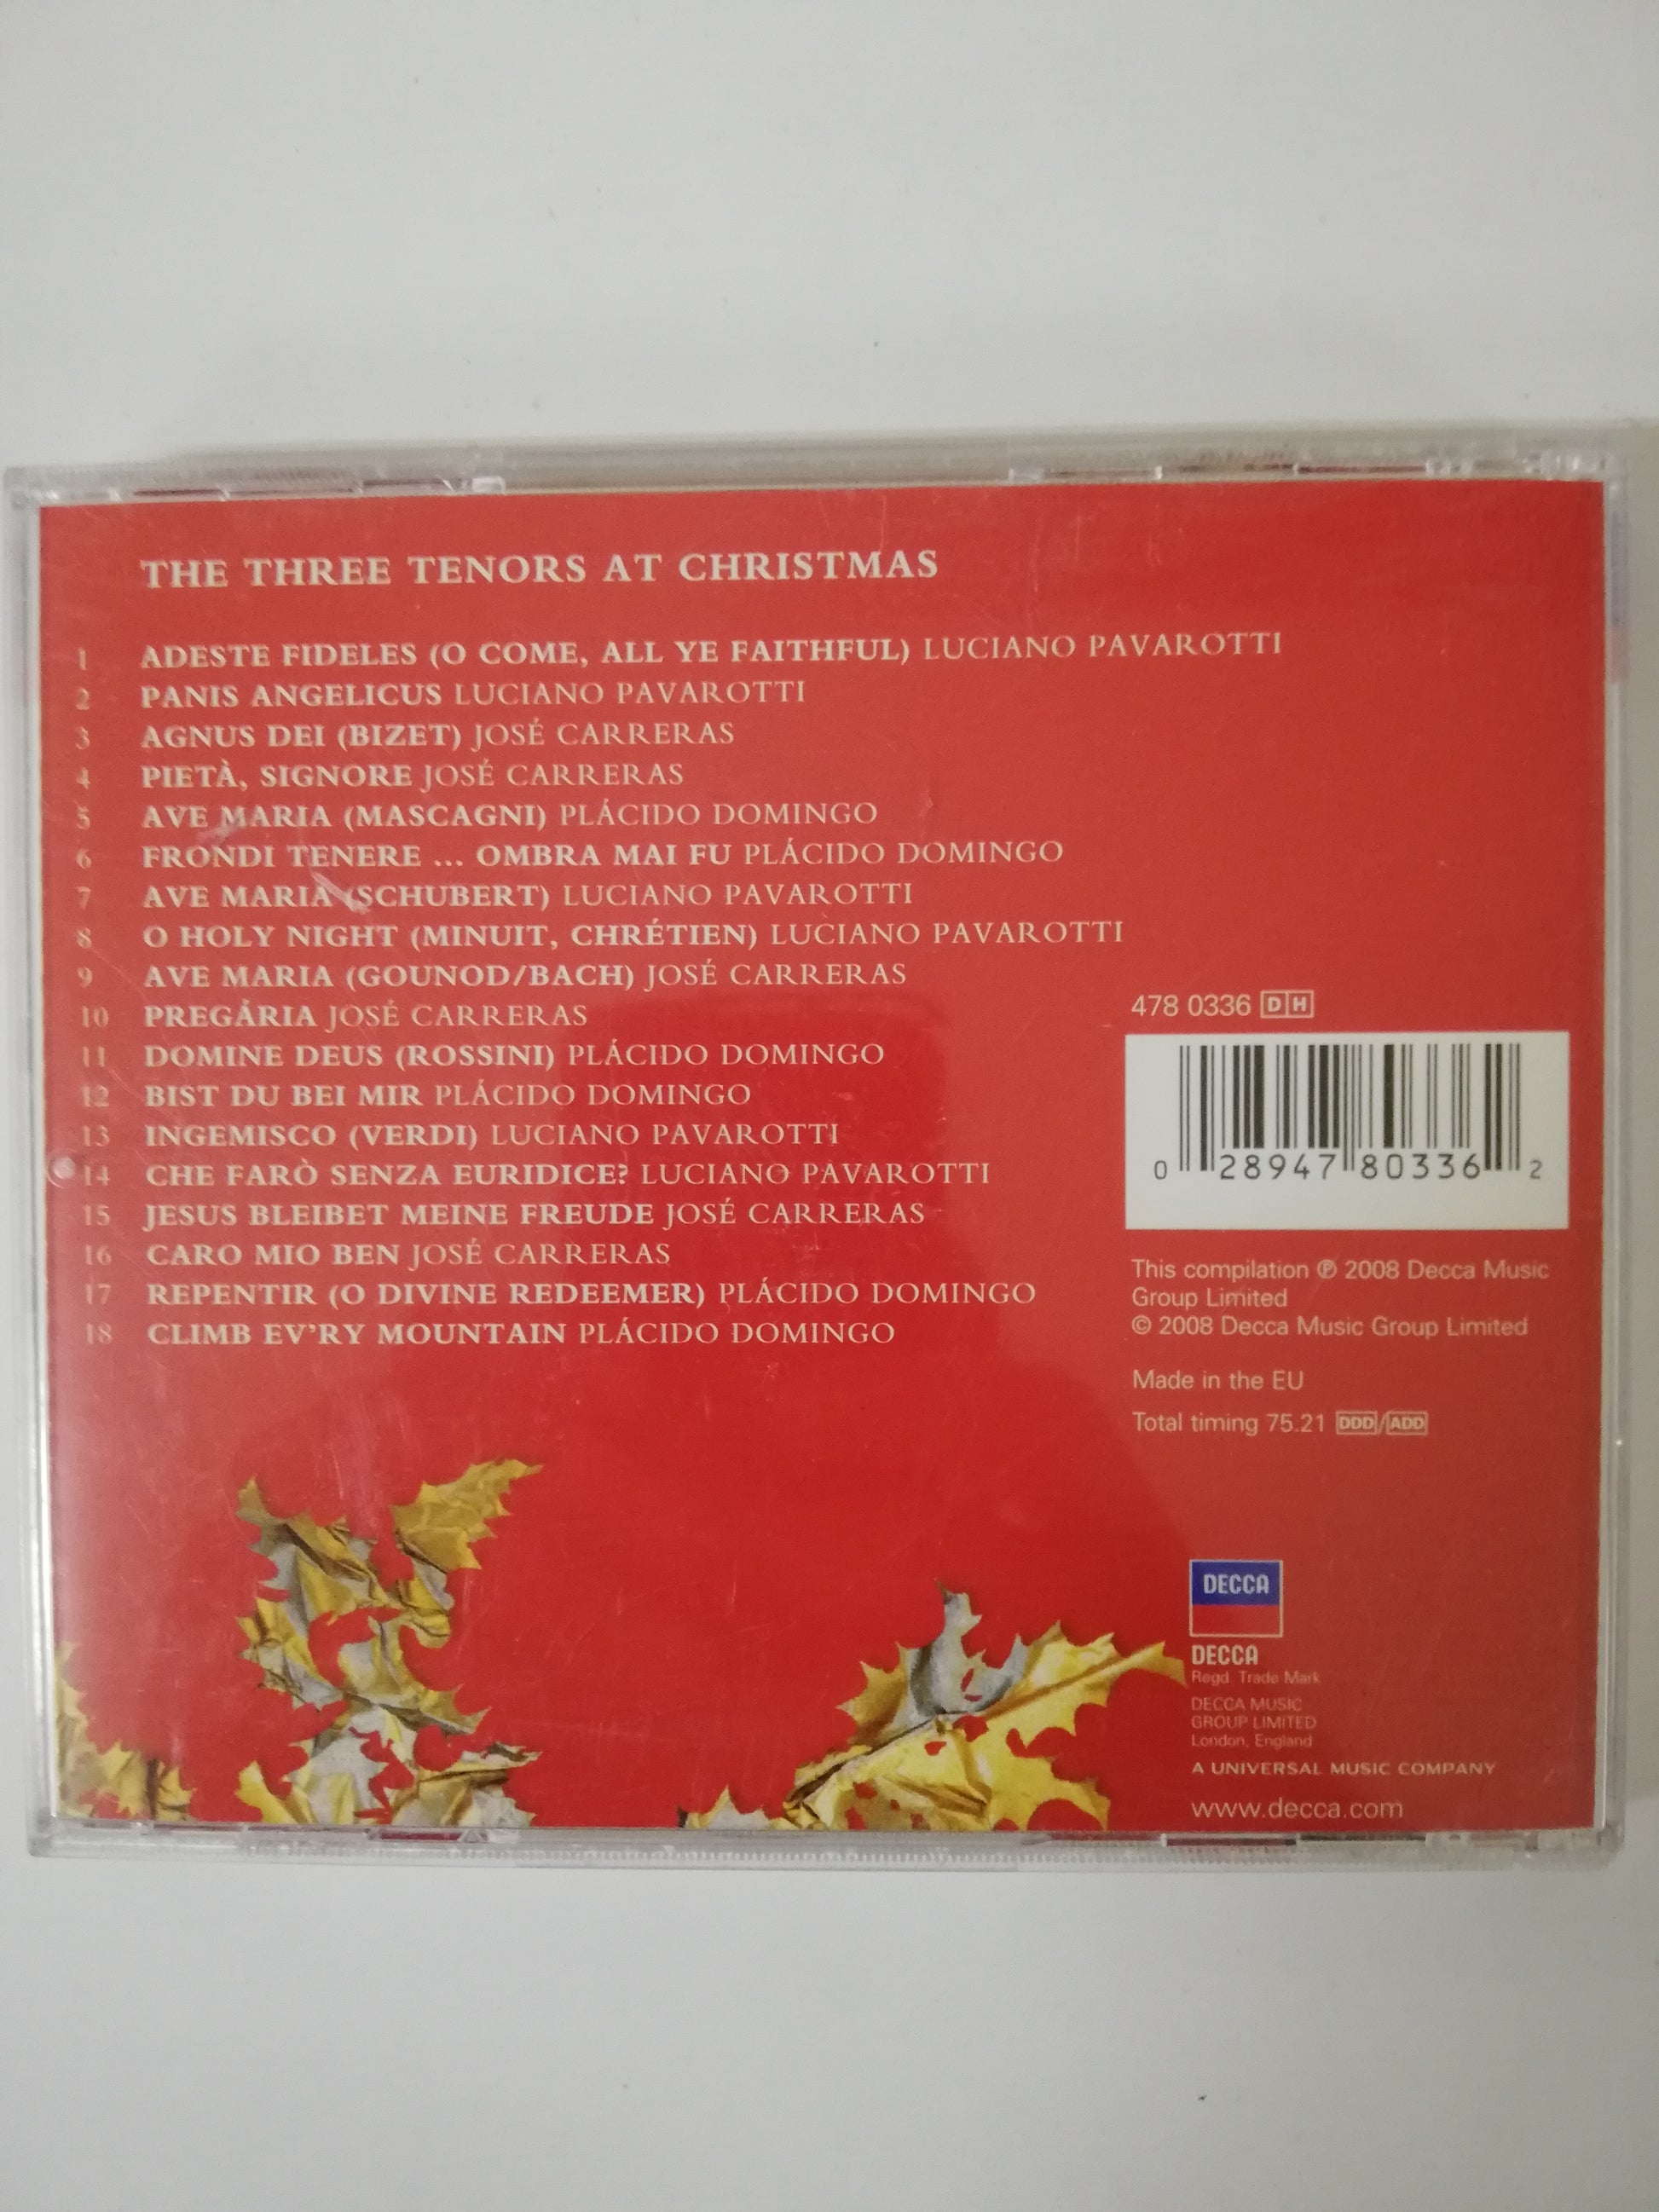 THE THREE TENORS AT CHRISTMAS
1 ADESTE FIDELES (O COME, ALL YE FAITHFUL) LUCIANO PAVAROTTI
2 PANIS ANGELICUS LUCIANO PAVAROTTI
3 AGNUS DEI (BIZET) JOSÉ CARRERAS
4 PIETÀ, SIGNORE JOSÉ CARRERAS
5 AVE MARIA (MASCAGNI) PLÁCIDO DOMINGO
6 FRONDI TENERE ... OMBRA MAI FU PLÁCIDO DOMINGO
7 AVE MARIA (SCHUBERT) LUCIANO PAVAROTTI
8 O HOLY NIGHT (MINUIT, CHRÉTIEN) LUCIANO PAVAROTTI
9 AVE MARIA (GOUNOD/BACH) JOSÉ CARRERAS
10 PREGÁRIA JOSÉ CARRERAS
11 DOMINE DEUS (ROSSINI) PLÁCIDO DOMINGO
12 BIST DU BEI MIR PLÁCIDO DOMINGO
13 INGEMISCO (VERDI) LUCIANO PAVAROTTI
14 CHE FARÒ SENZA EURIDICE? LUCIANO PAVAROTTI
15 JESUS BLEIBET MEINE FREUDE JOSÉ CARRERAS
16 CARO MIO BEN JOSÉ CARRERAS
17 REPENTIR (O DIVINE REDEEMER) PLÁCIDO DOMINGO
18 CLIMB EV'RY MOUNTAIN PLÁCIDO DOMINGO
478 0336 DH
0 28947 80336 2
This compilation ℗ 2008 Decca Music
Group Limited
© 2008 Decca Music Group Limited
Made in the EU
Total timing 75.21 DDD/ADD
DECCA
DECCA
Regd. Trade Mark
DECCA MUSIC
GROUP LIMITED
London, England
A UNIVERSAL MUSIC COMPANY
www.decca.com